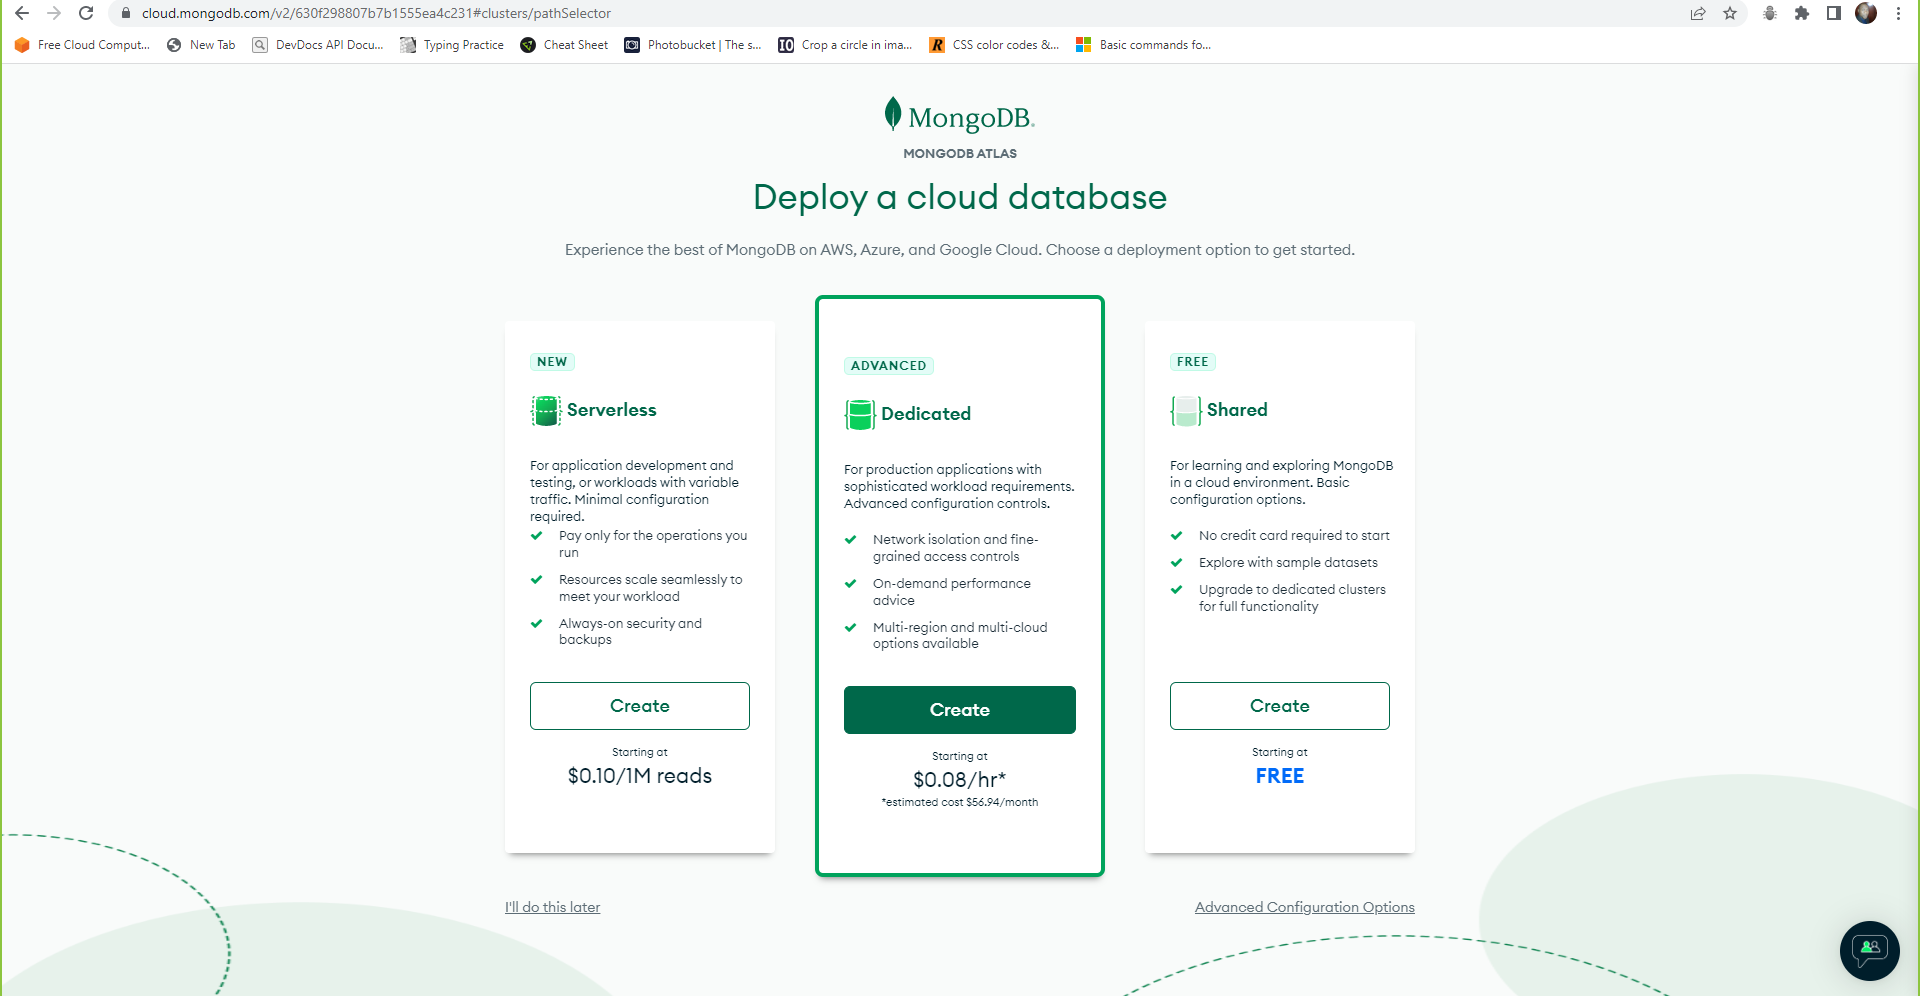 cloud.mongodb.com/v2/630f298807b7b1555ea4c231#clusters/pathSelector
Free Cloud Comput...
New Tab
DevDocs API Docu...
Typing Practice
Cheat Sheet
Photobucket | The s...
Crop a circle in ima...
CSS color codes &...
Basic commands fo...
MongoDB.
MONGODB ATLAS
Deploy a cloud database
Experience the best of MongoDB on AWS, Azure, and Google Cloud. Choose a deployment option to get started.
NEW
Serverless
For application development and
testing, or workloads with variable
traffic. Minimal configuration
required.
Pay only for the operations you
run
Resources scale seamlessly to
meet your workload
Always-on security and
backups
Create
Starting at
$0.10/1M reads
ADVANCED
Dedicated
For production applications with
sophisticated workload requirements.
Advanced configuration controls.
Network isolation and fine-
grained access controls
On-demand performance
advice
Multi-region and multi-cloud
options available
Create
Starting at
$0.08/hr*
*estimated cost $56.94/month
FREE
Shared
For learning and exploring MongoDB
in a cloud environment. Basic
configuration options.
No credit card required to start
Explore with sample datasets
Upgrade to dedicated clusters
for full functionality
Create
Starting at
FREE
I'll do this later
Advanced Configuration Options